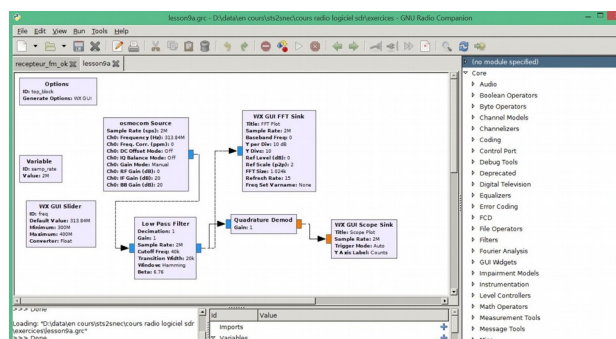 lesson9a.grc - D:\data\en cours\sts2snec\cours radio logiciel sdr\exercices - GNU Radio Companion
File Edit View Run Tools Forecast Help
recepteur_fm_ok lesson9a
Options
ID: top_block
Generate Options: WX GUI
Variable
ID: samp_rate
Value: 2M
WX GUI Slider
ID: freq
Default Value: 313.84M
Minimum: 300M
Maximum: 400M
Converter: Float
osmocom Source
Sample Rate (sps): 2M
Ch0: Frequency (Hz): 313.84M
Ch0: Freq. Corr. (ppm): 0
Ch0: DC Offset Mode: Off
Ch0: IQ Balance Mode: Off
Ch0: Gain Mode: Manual
Ch0: RF Gain (dB): 0
Ch0: IF Gain (dB): 20
Ch0: BB Gain (dB): 20
Low Pass Filter
Decimation: 1
Gain: 1
Sample Rate: 2M
Cutoff Freq: 40k
Transition Width: 20k
Window: Hamming
Beta: 6.76
WX GUI FFT Sink
Title: FFT Plot
Sample Rate: 2M
Baseband Freq: 0
Y per Div: 10 dB
Y Divs: 10
Ref Level (dB): 0
Ref Scale (p2p): 2
FFT Size: 1.024k
Refresh Rate: 15
Freq Set Varname: None
Quadrature Demod
Gain: 1
WX GUI Scope Sink
Title: Scope Plot
Sample Rate: 2M
Trigger Mode: Auto
Y Axis Label: Counts
(no module specified)
Core
Audio
Boolean Operators
Byte Operators
Channel Models
Channelizers
Coding
Control Port
Debug Tools
Deprecated
Digital Television
Equalizers
Error Coding
FCD
File Operators
Filters
Fourier Analysis
GUI Widgets
Impairment Models
Instrumentation
Level Controllers
Math Operators
Measurement Tools
Message Tools
>>> Done
Loading: "D:\data\en cours\sts2snec\cours radio logiciel sdr
\exercices\lesson9a.grc"
>>> Done
Id Value
Imports
Variables